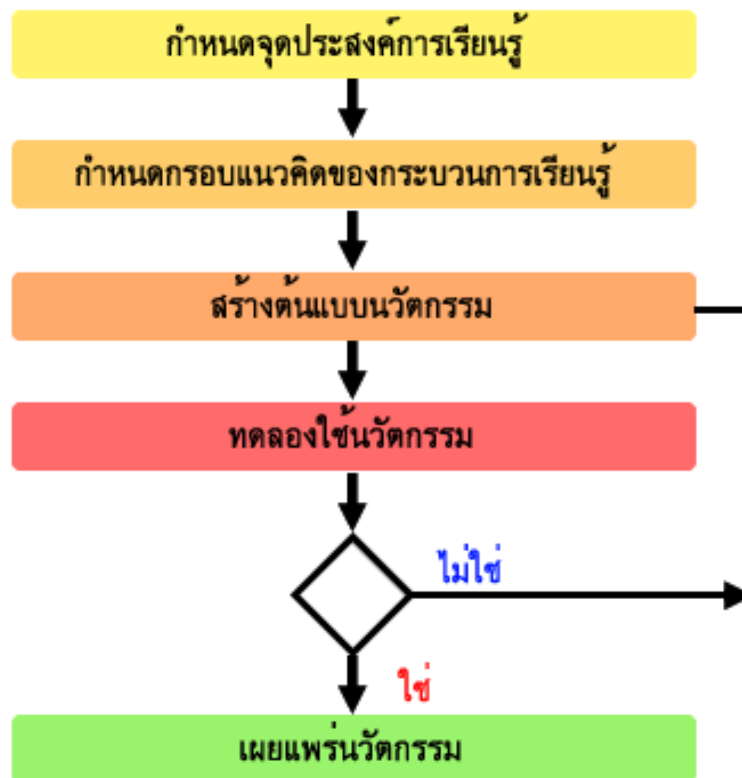 กำหนดจุดประสงค์การเรียนรู้
กำหนดกรอบแนวคิดของกระบวนการเรียนรู้
สร้างต้นแบบนวัตกรรม
ทดลองใช้นวัตกรรม
ไม่ใช่
ใช่
เผยแพร่นวัตกรรม